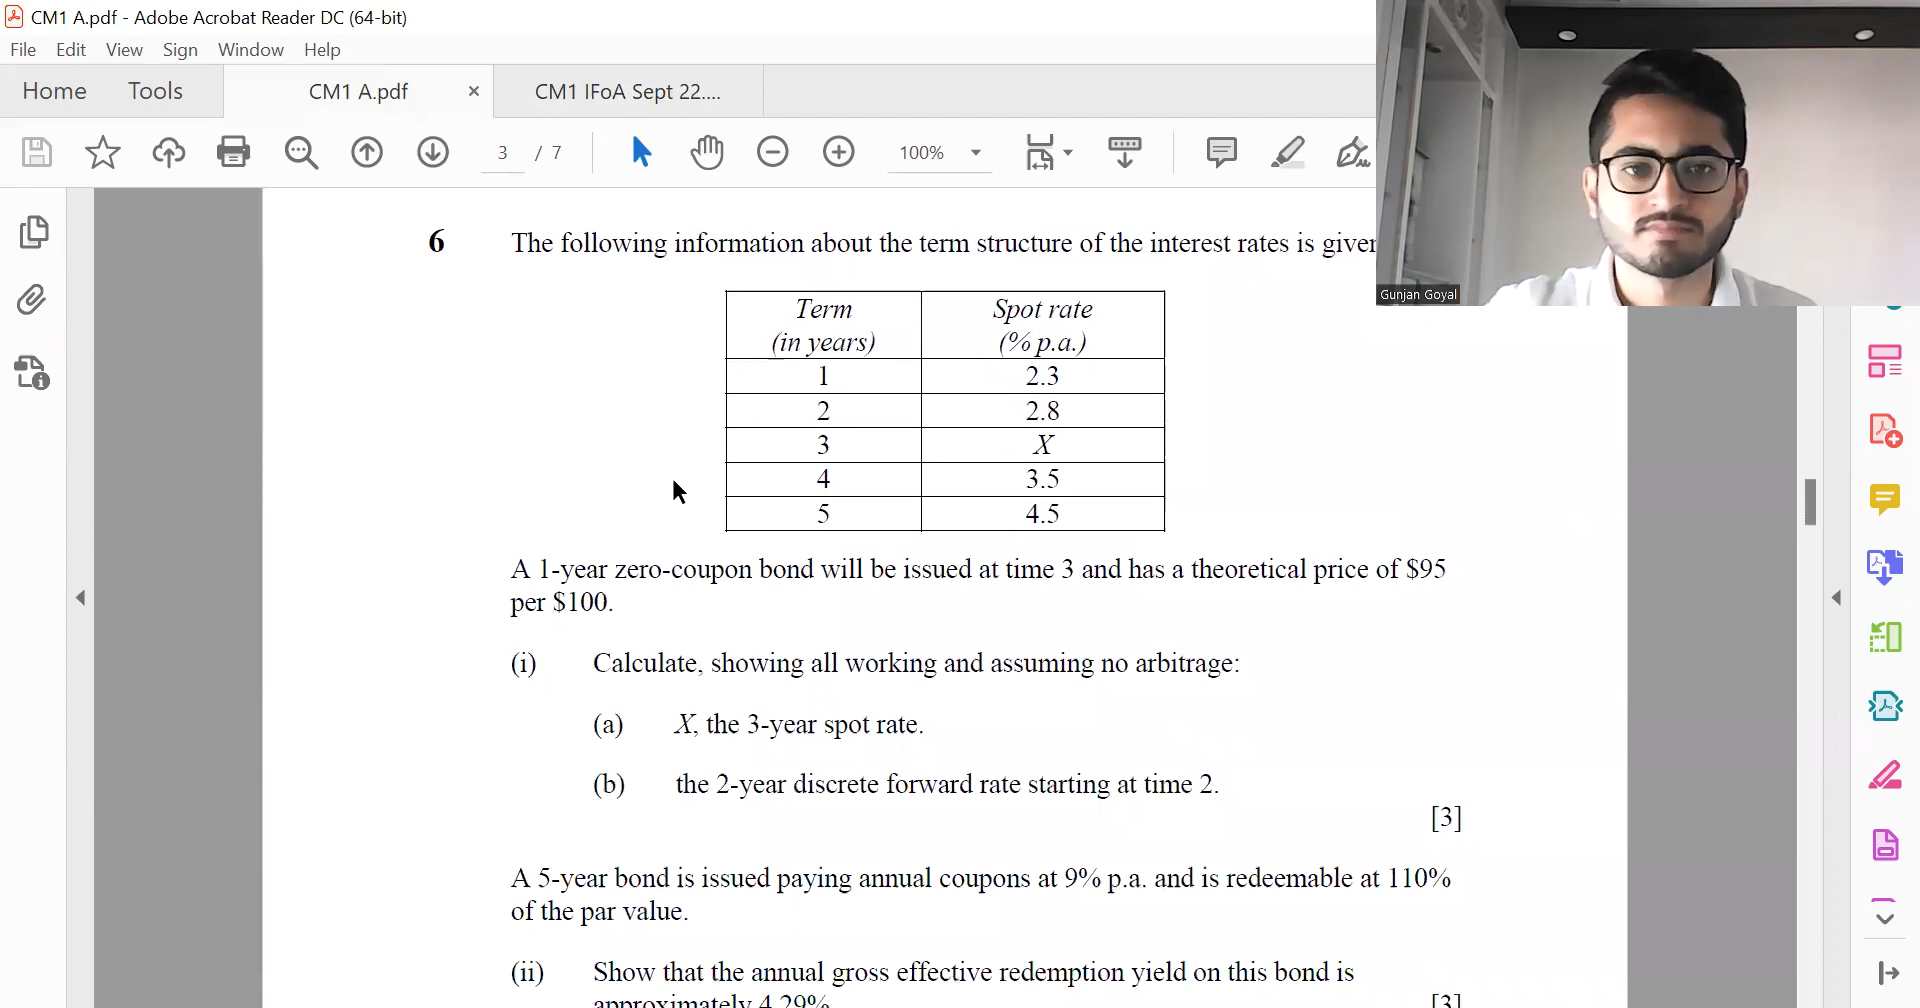 CM1 A.pdf - Adobe Acrobat Reader DC (64-bit)
File Edit View Sign Window Help
Home Tools CM1 A.pdf × CM1 IFoA Sept 22....
3 / 7 100%
Gunjan Goyal
6 The following information about the term structure of the interest rates is
Term Spot rate
(in years) (% p.a.)
1 2.3
2 2.8
3 X
4 3.5
5 4.5
A 1-year zero-coupon bond will be issued at time 3 and has a theoretical price of $95
per $100.
(i) Calculate, showing all working and assuming no arbitrage:
(a) X, the 3-year spot rate.
(b) the 2-year discrete forward rate starting at time 2.
[3]
A 5-year bond is issued paying annual coupons at 9% p.a. and is redeemable at 110%
of the par value.
(ii) Show that the annual gross effective redemption yield on this bond is
approximately 4.29%. [3]